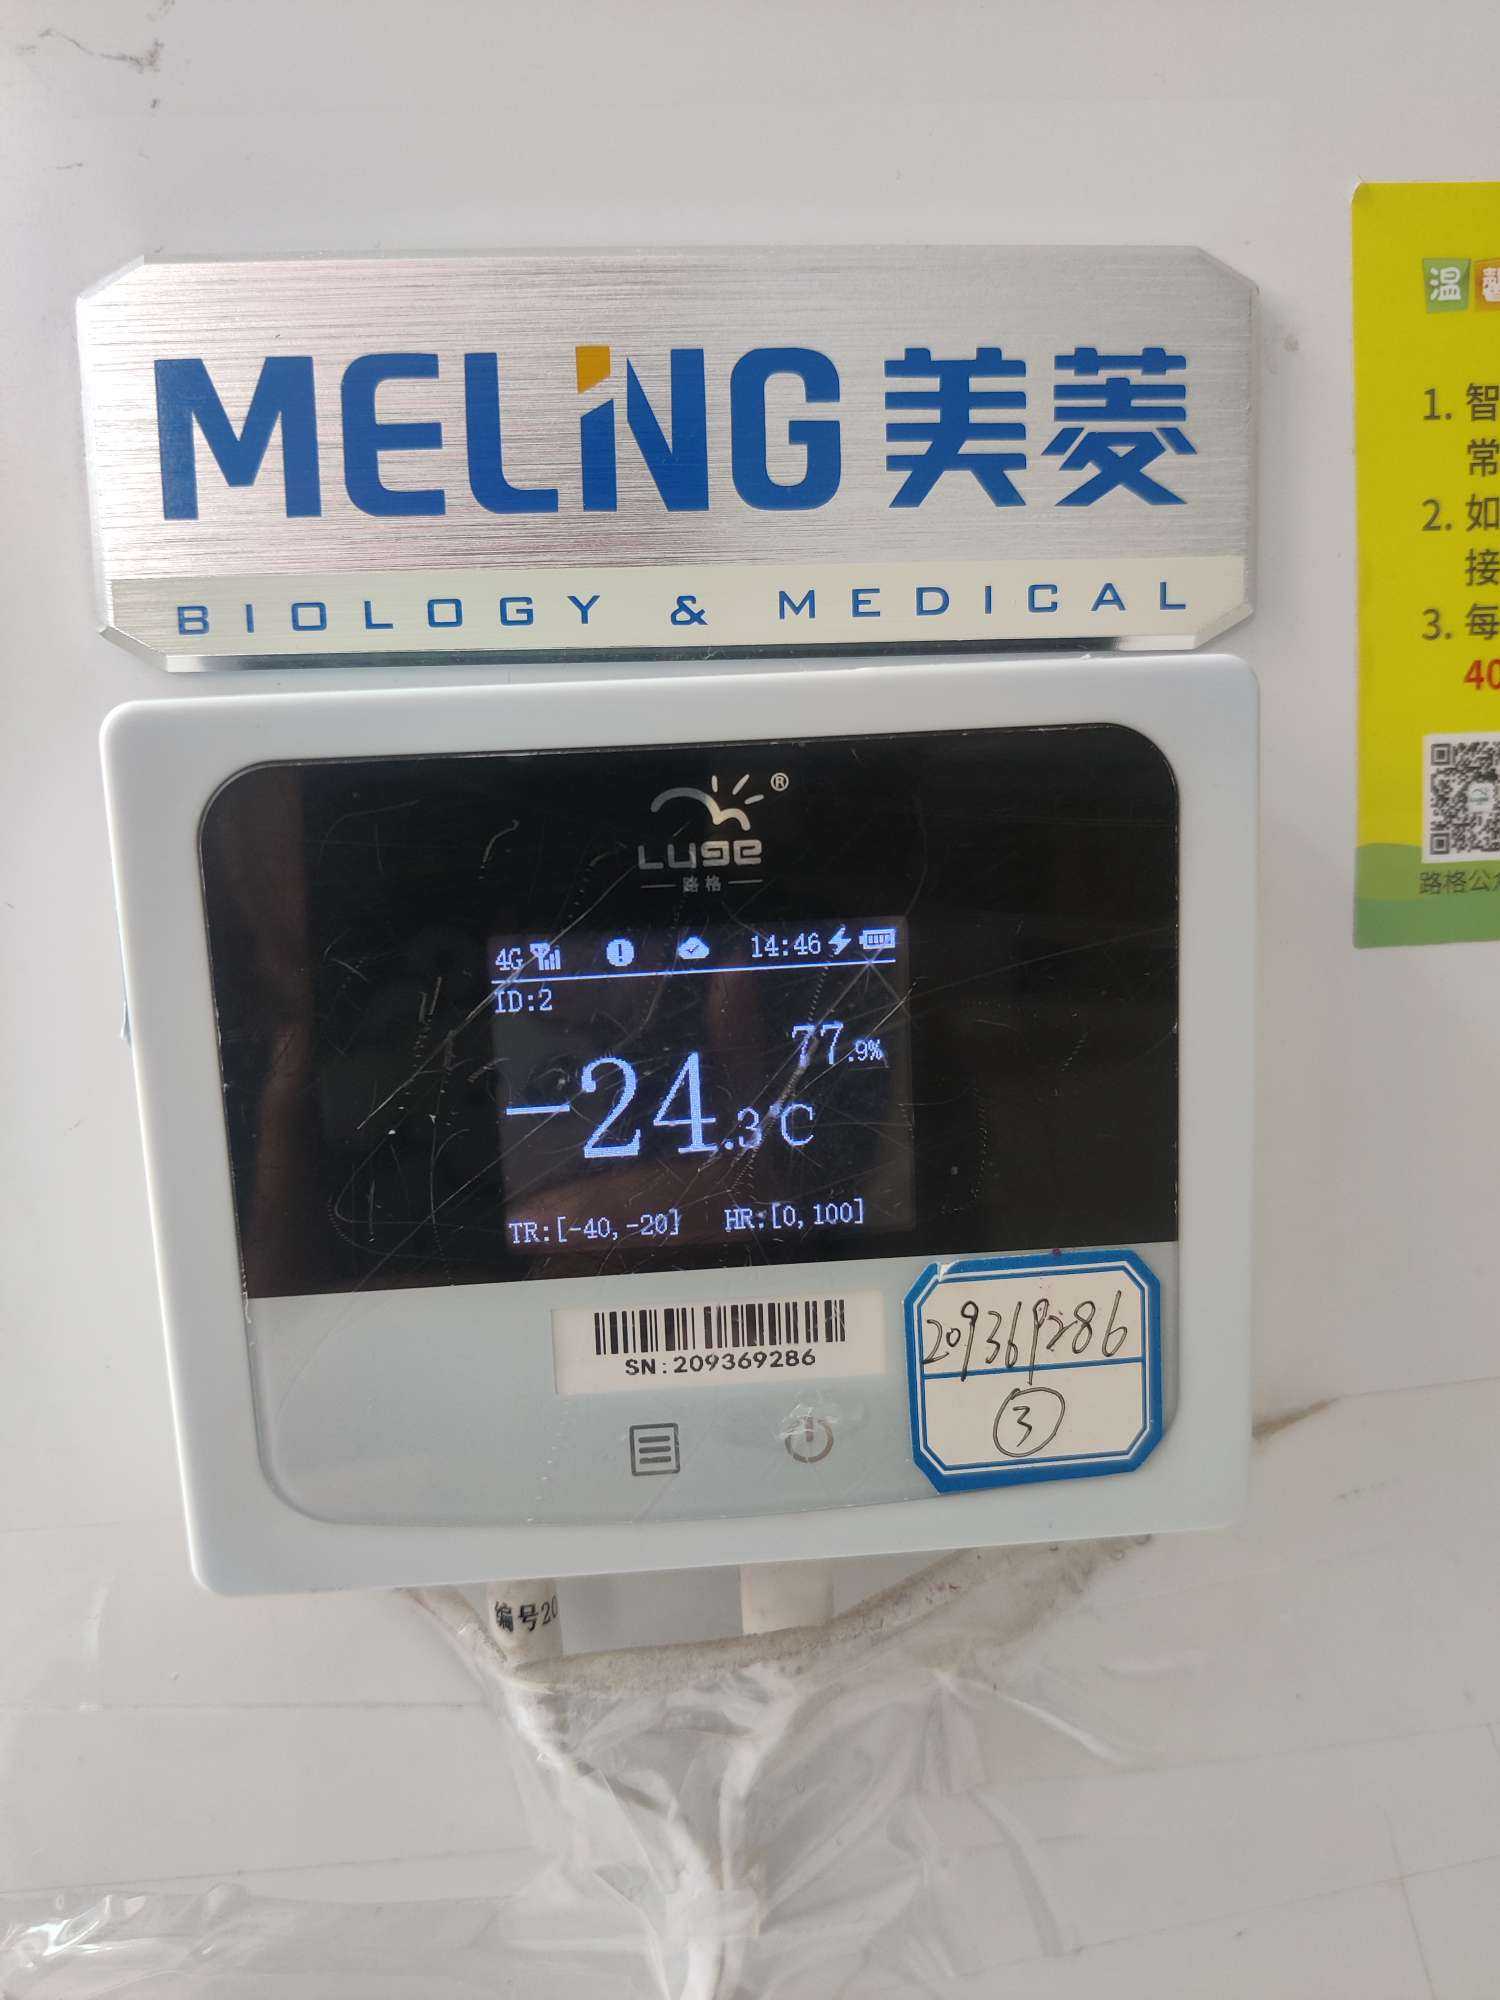 MELNG 美菱
BIOLOGY & MEDICAL
温馨
1. 智
常
2. 如
接
3. 每
40
路格公
®
Luge
路格
4G 14:46
ID:2
77.9%
-24.3℃
TR:[-40,-20] HR:[0,100]
SN:209369286
209369286
3
编号20